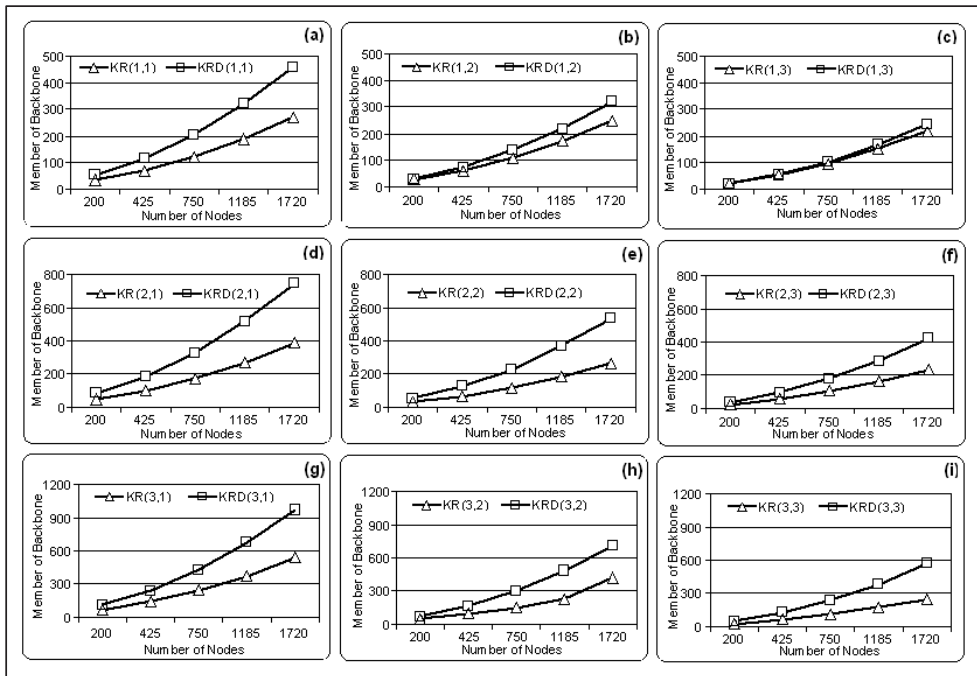 (a)
KR(1,1) KRD(1,1)
500
400
300
200
100
0
Member of Backbone
200 425 750 1185 1720
Number of Nodes
(b)
KR(1,2) KRD(1,2)
500
400
300
200
100
0
Member of Backbone
200 425 750 1185 1720
Number of Nodes
(c)
KR(1,3) KRD(1,3)
500
400
300
200
100
0
Member of Backbone
200 425 750 1185 1720
Number of Nodes
(d)
KR(2,1) KRD(2,1)
800
600
400
200
0
Member of Backbone
200 425 750 1185 1720
Number of Nodes
(e)
KR(2,2) KRD(2,2)
800
600
400
200
0
Member of Backbone
200 425 750 1185 1720
Number of Nodes
(f)
KR(2,3) KRD(2,3)
800
600
400
200
0
Member of Backbone
200 425 750 1185 1720
Number of Nodes
(g)
KR(3,1) KRD(3,1)
1200
900
600
300
0
Member of Backbone
200 425 750 1185 1720
Number of Nodes
(h)
KR(3,2) KRD(3,2)
1200
900
600
300
0
Member of Backbone
200 425 750 1185 1720
Number of Nodes
(i)
KR(3,3) KRD(3,3)
1200
900
600
300
0
Member of Backbone
200 425 750 1185 1720
Number of Nodes